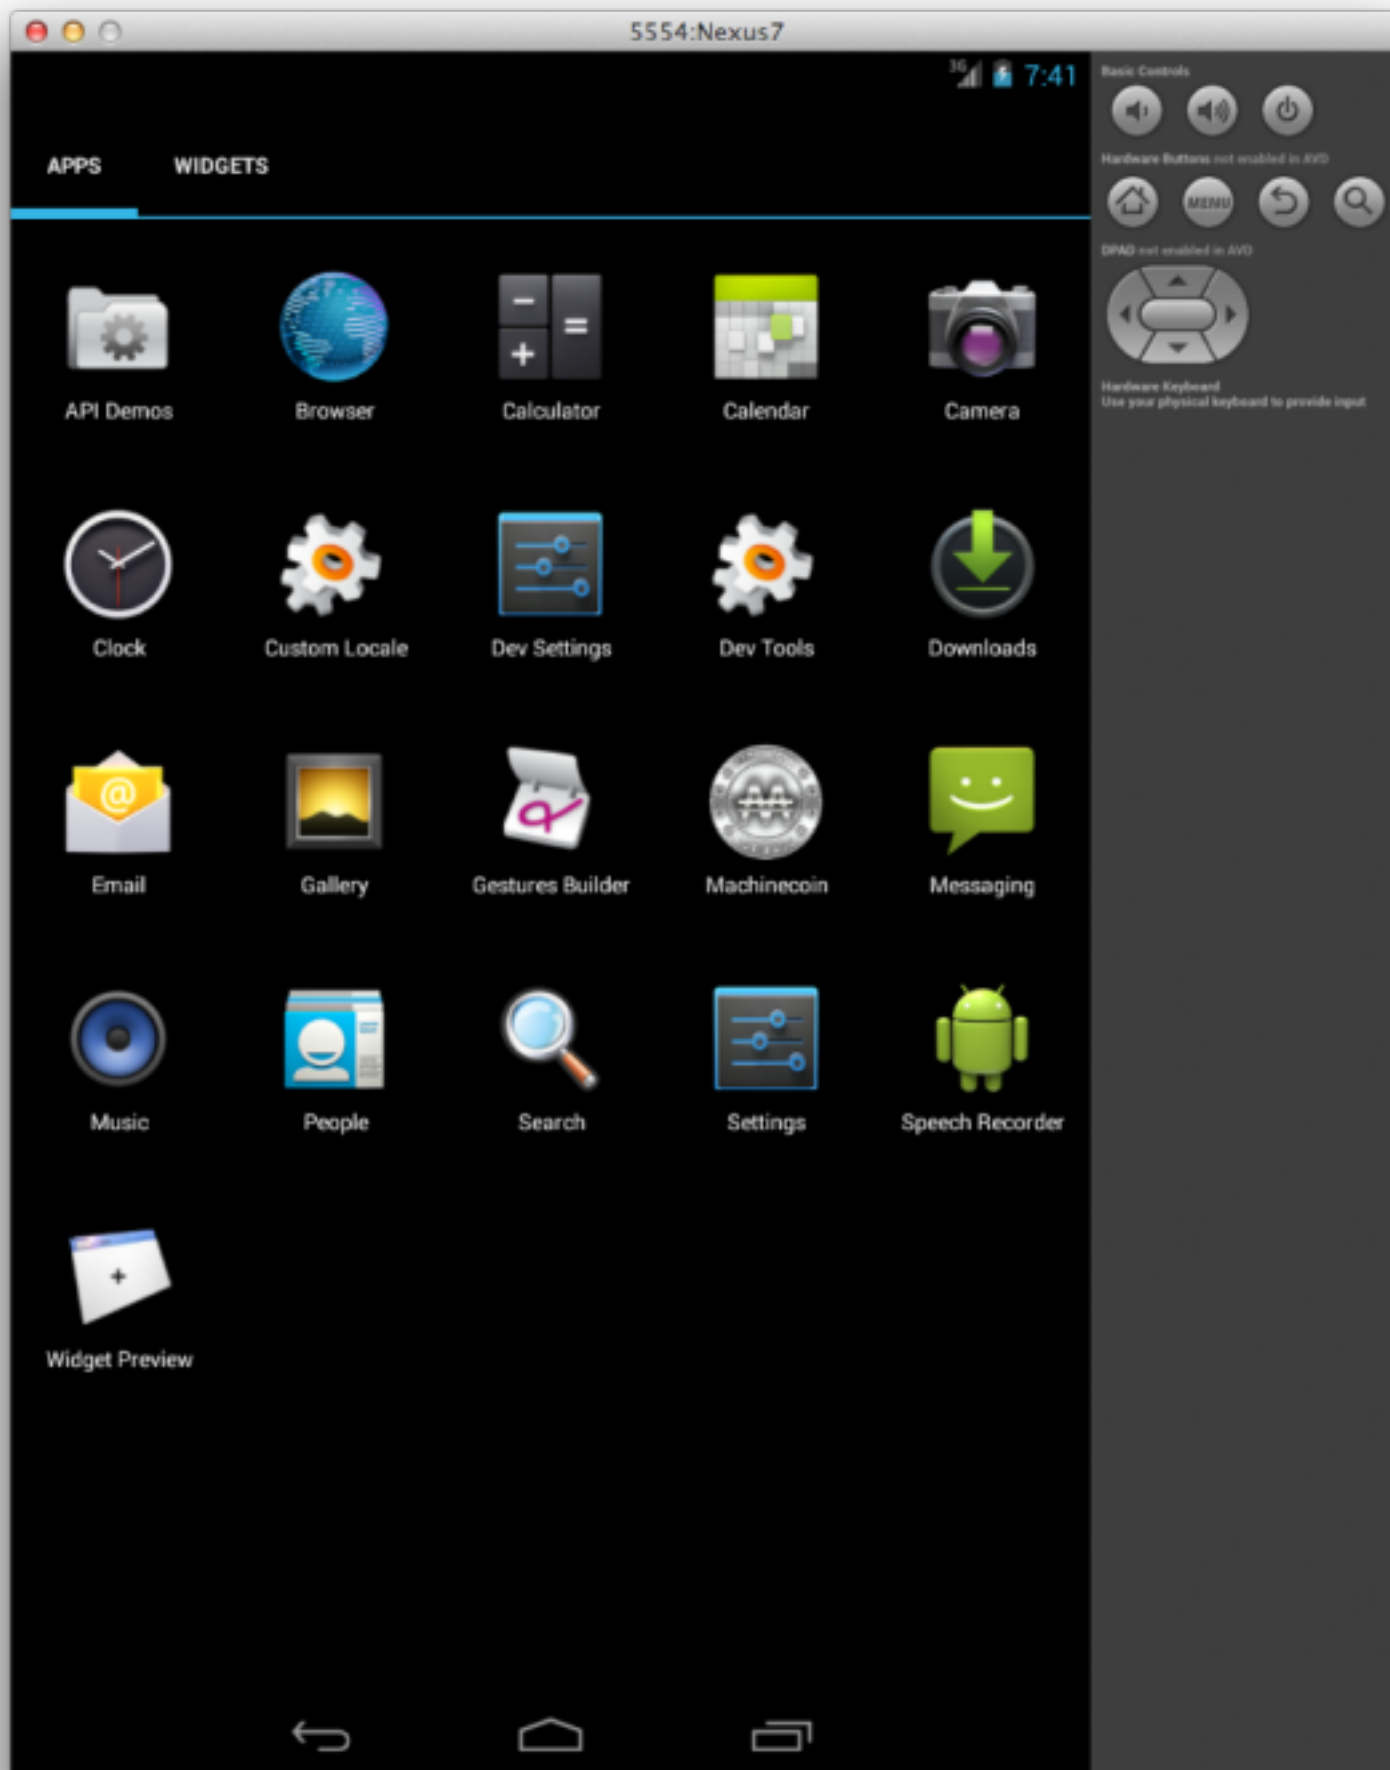 5554:Nexus7
3G 7:41
APPS WIDGETS
API Demos Browser Calculator Calendar Camera
Clock Custom Locale Dev Settings Dev Tools Downloads
@
Email Gallery Gestures Builder Machinecoin Messaging
Music People Search Settings Speech Recorder
Widget Preview
Basic Controls
Hardware Buttons not enabled in AVD
MENU
DPAD not enabled in AVD
Hardware Keyboard
Use your physical keyboard to provide input